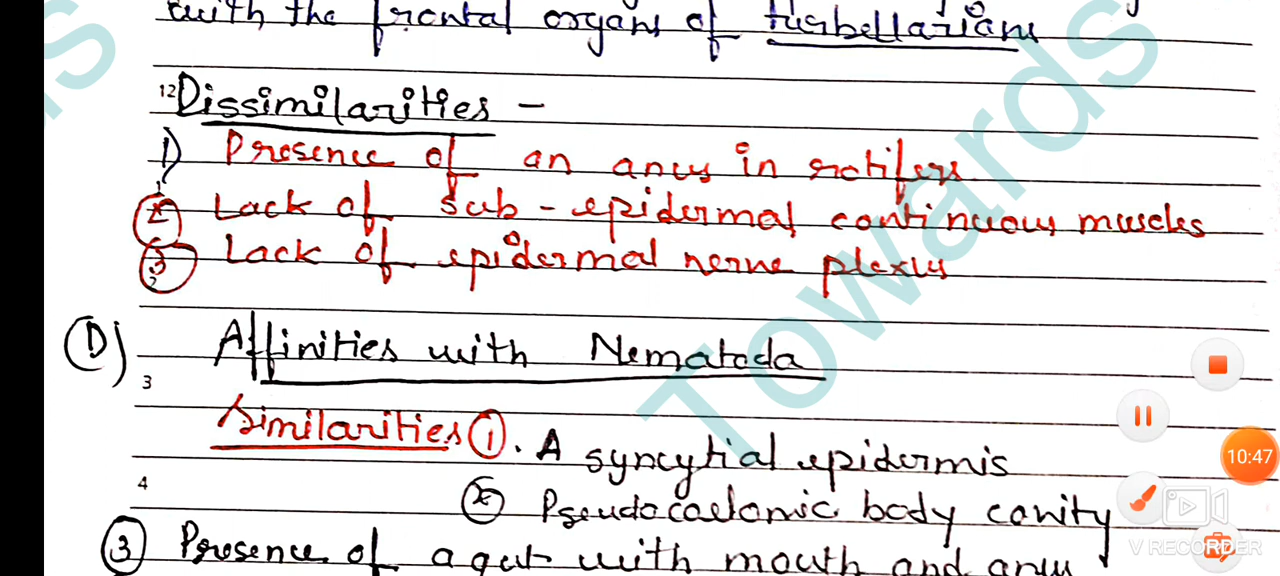 with the frontal organs of turbellarians
12 Dissimilarities -
1) Presence of an anus in rotifers.
2 Lack of Sub-epidermal continuous muscles
3 Lack of epidermal nerve plexus
D) Affinities with Nematoda
3
Similarities 1. A syncytial epidermis
4
2 Pseudocoelomic body cavity
3 Presence of a gut with mouth and anus
Towards
10:47
V RECORDER